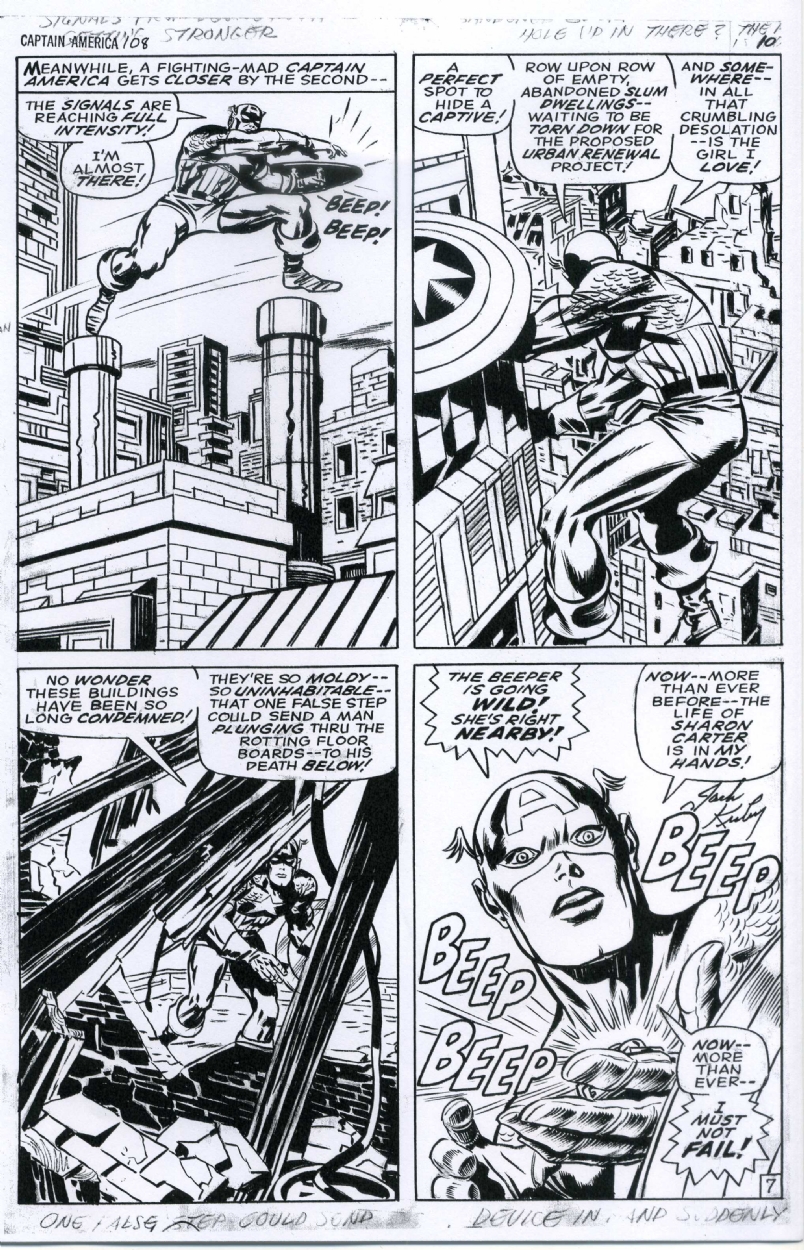 SIGNALS
STRONGER
HOLE UP IN THERE?
CAPTAIN AMERICA 108
10
MEANWHILE, A FIGHTING-MAD CAPTAIN
AMERICA GETS CLOSER BY THE SECOND--
THE SIGNALS ARE
REACHING FULL
INTENSITY!
I'M
ALMOST
THERE!
BEEP!
BEEP!
A
PERFECT
SPOT TO
HIDE A
CAPTIVE!
ROW UPON ROW
OF EMPTY,
ABANDONED SLUM
DWELLINGS--
WAITING TO BE
TORN DOWN FOR
THE PROPOSED
URBAN RENEWAL
PROJECT!
AND SOME-
WHERE--
IN ALL
THAT
CRUMBLING
DESOLATION
--IS THE
GIRL I
LOVE!
NO WONDER
THESE BUILDINGS
HAVE BEEN SO
LONG CONDEMNED!
THEY'RE SO MOLDY--
SO UNINHABITABLE--
THAT ONE FALSE STEP
COULD SEND A MAN
PLUNGING THRU THE
ROTTING FLOOR
BOARDS--TO HIS
DEATH BELOW!
THE BEEPER
IS GOING
WILD!
SHE'S RIGHT
NEARBY!
NOW--MORE
THAN EVER
BEFORE--THE
LIFE OF
SHARON
CARTER
IS IN MY
HANDS!
Jack
Kirby
A
BEEP
BEEP
BEEP
NOW--
MORE
THAN
EVER--
I
MUST
NOT
FAIL!
7
ONE FALSE STEP COULD SEND
DEVICE IN, AND SUDDENLY